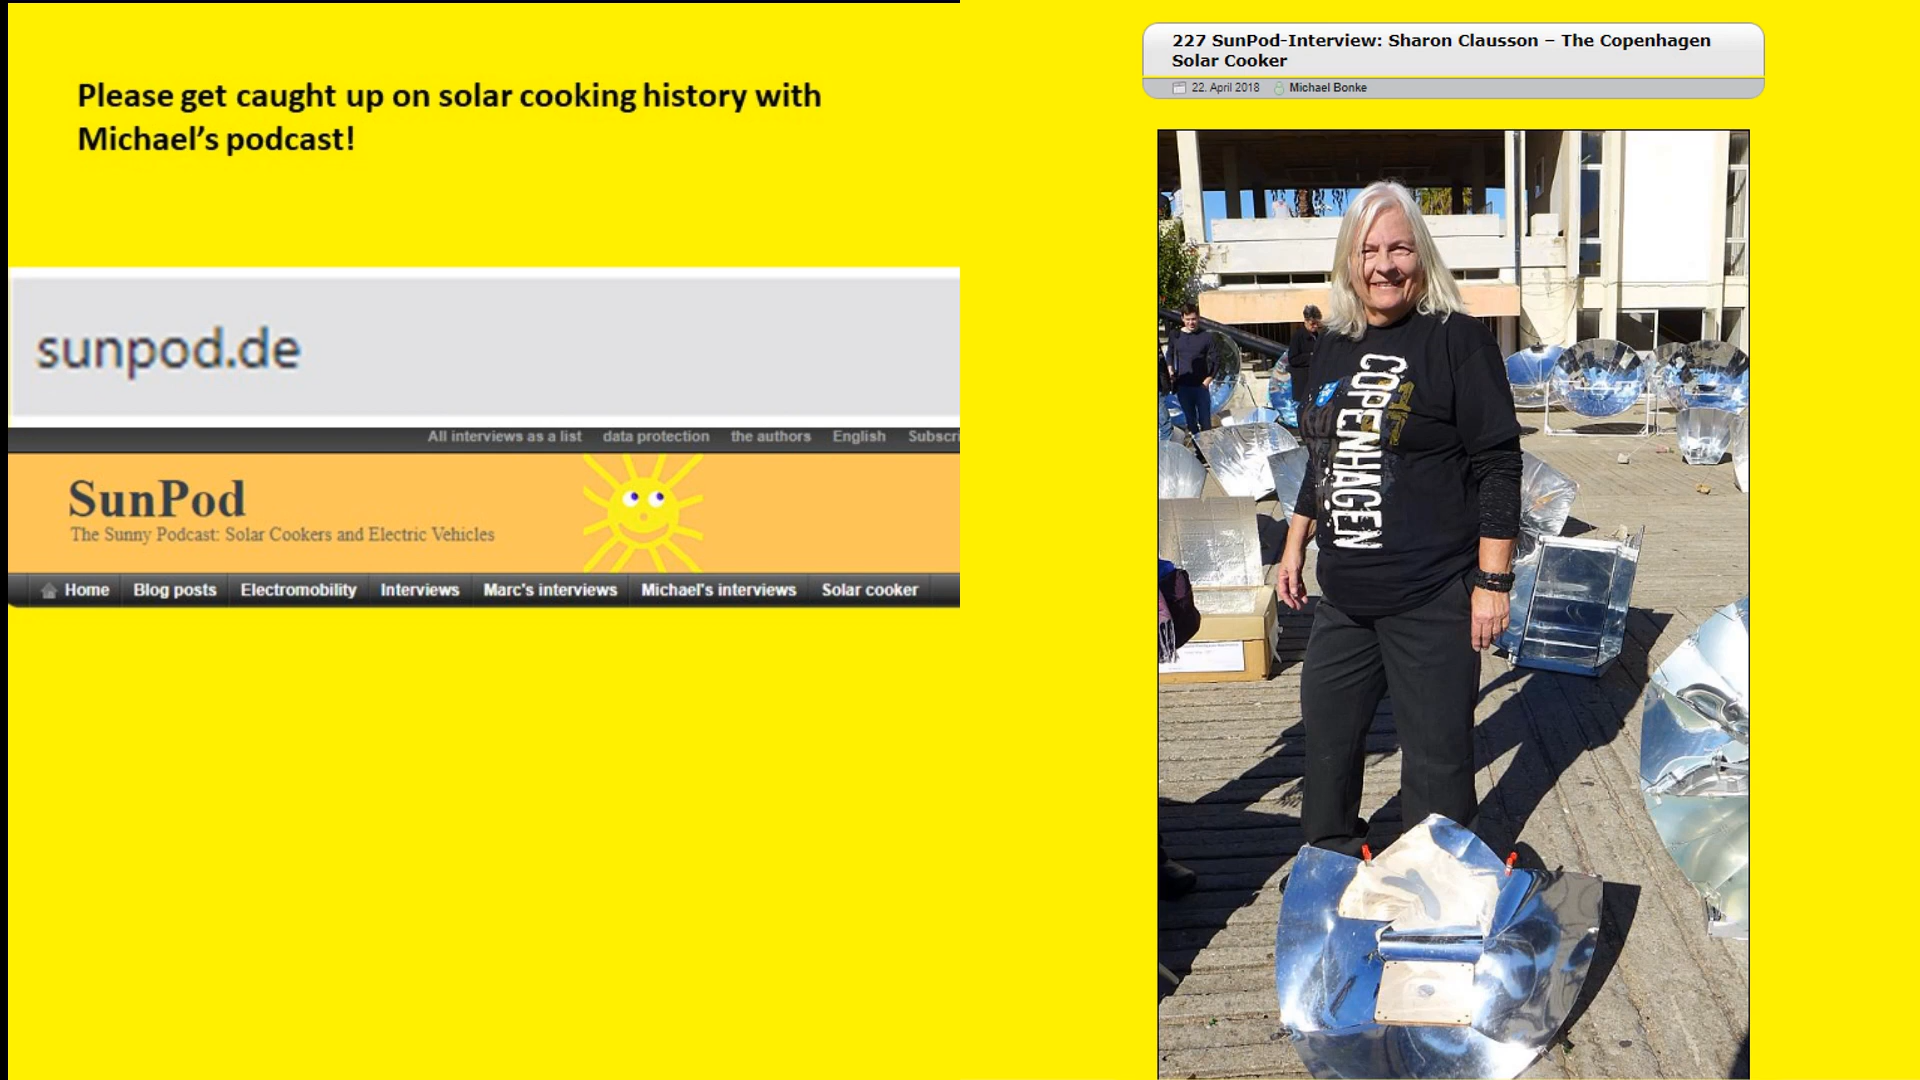 Please get caught up on solar cooking history with
Michael’s podcast!
sunpod.de
All interviews as a list data protection the authors English Subscri
SunPod
The Sunny Podcast: Solar Cookers and Electric Vehicles
Home Blog posts Electromobility Interviews Marc's interviews Michael's interviews Solar cooker
227 SunPod-Interview: Sharon Clausson – The Copenhagen
Solar Cooker
22. April 2018 Michael Bonke
COPENHAGEN